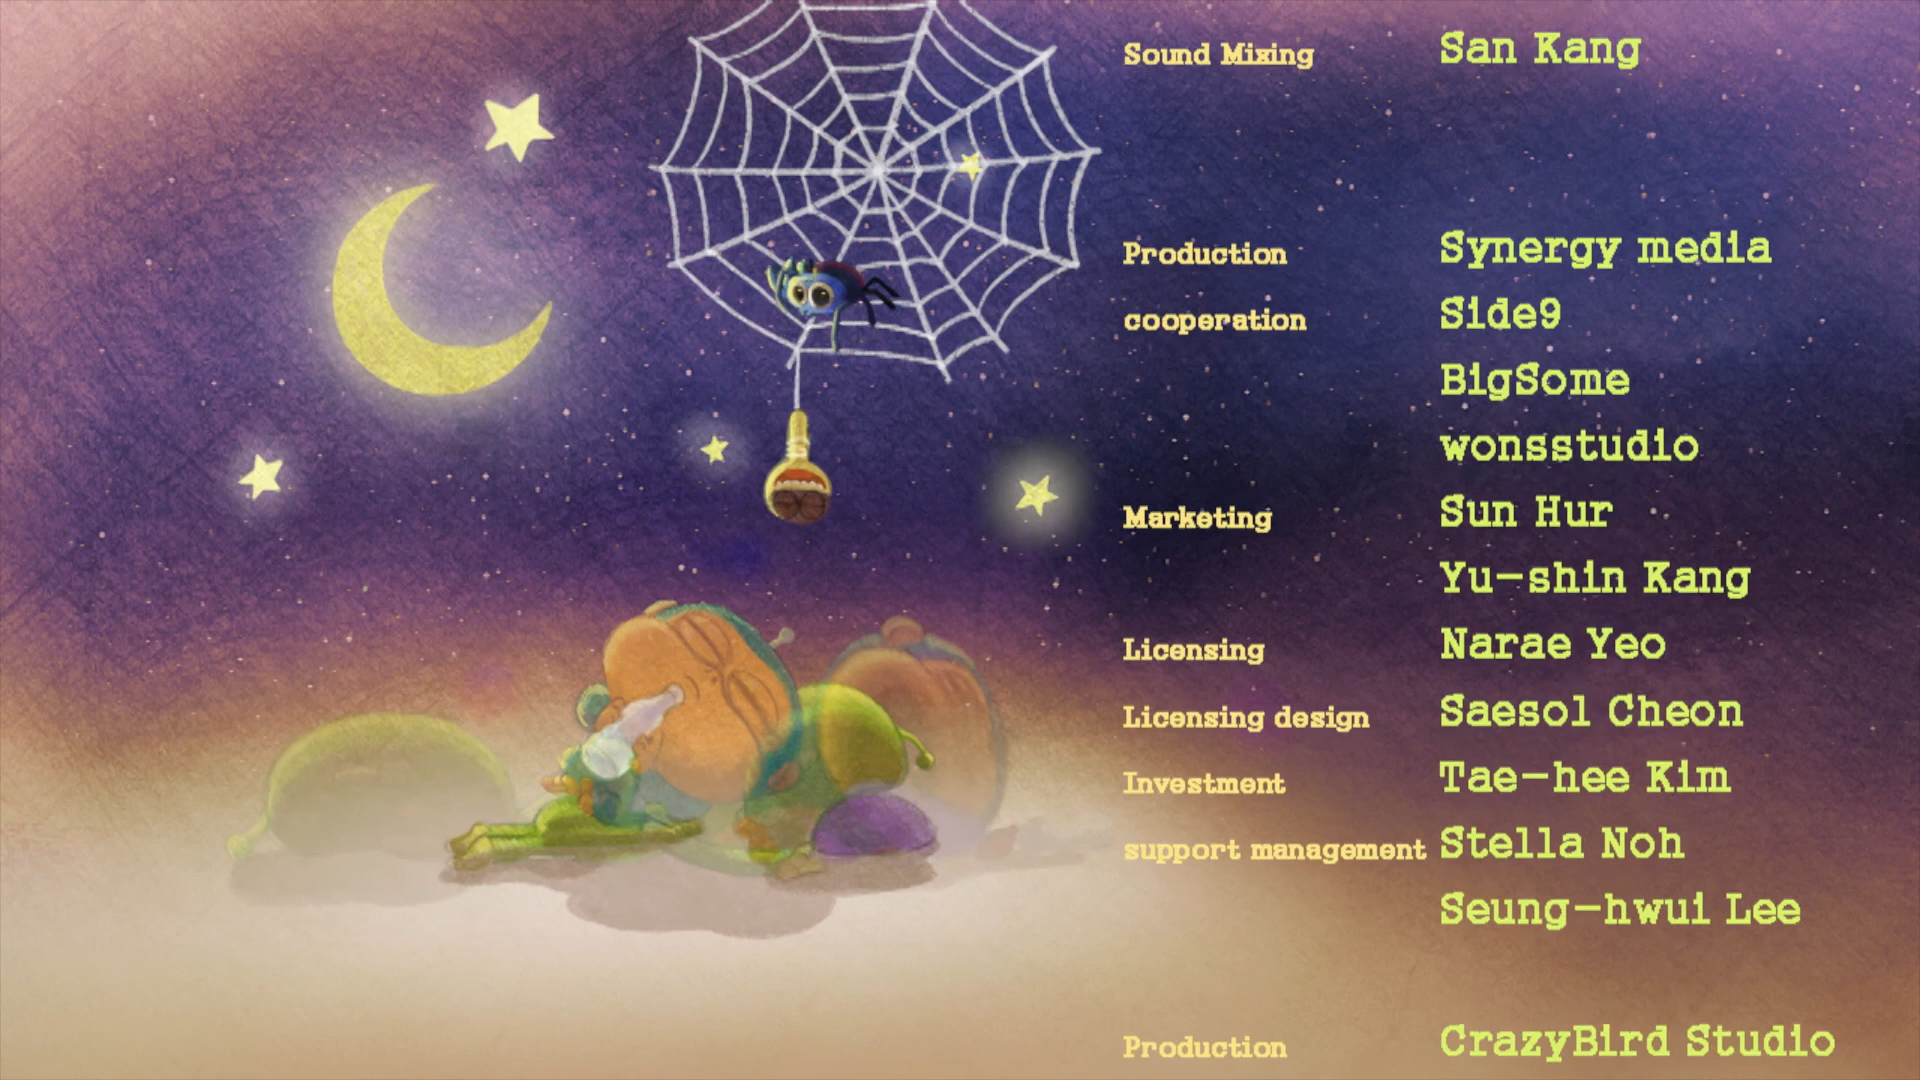 Sound Mixing San Kang
Production Synergy media
cooperation Side9
BigSome
wonsstudio
Marketing Sun Hur
Yu-shin Kang
Licensing Narae Yeo
Licensing design Saesol Cheon
Investment Tae-hee Kim
support management Stella Noh
Seung-hwui Lee
Production CrazyBird Studio